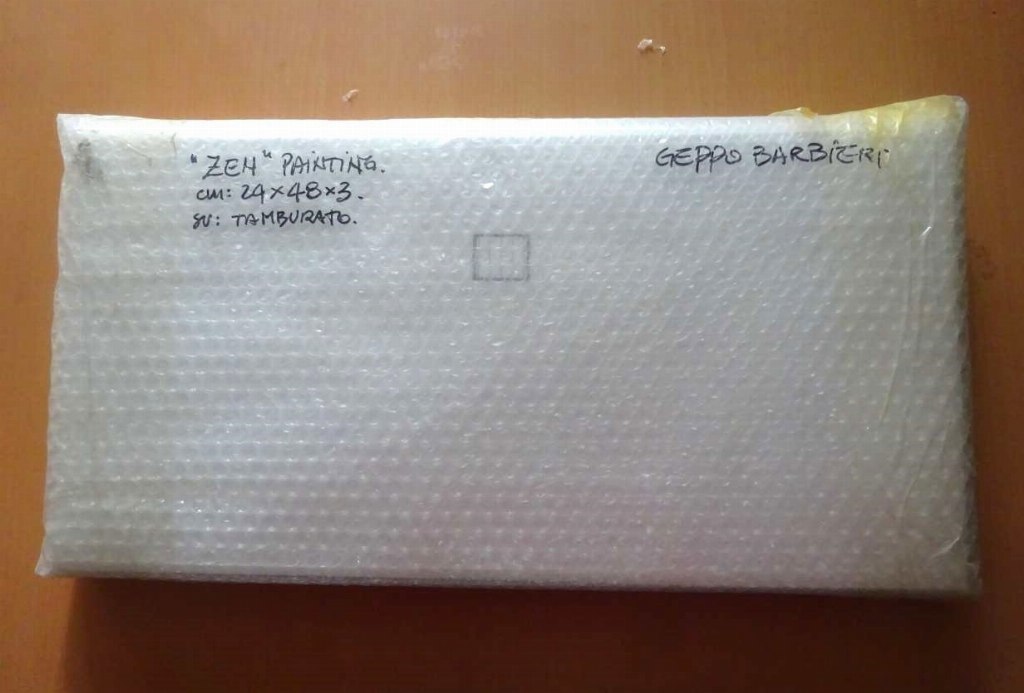 "ZEN" PAINTING.
cm: 24×48×3.
su: TAMBURATO.
GEPPO BARBIERI